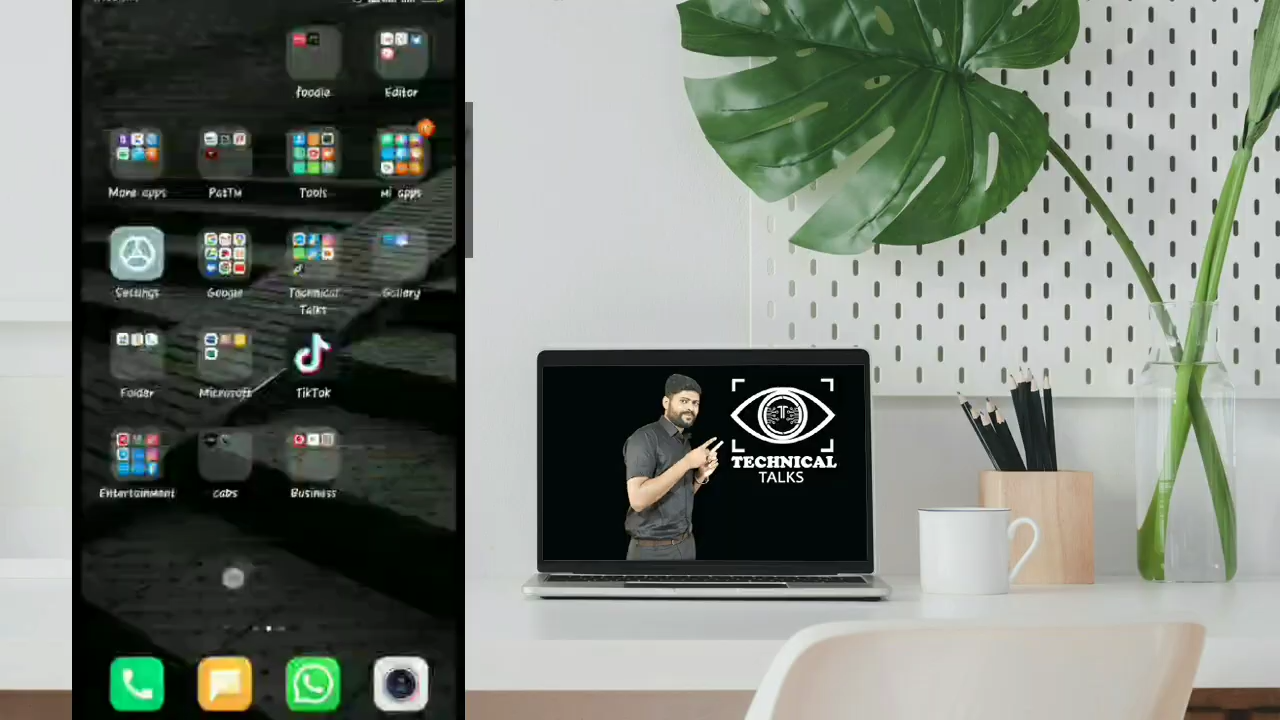 foodie
Editor
More apps
PatTM
Tools
Mi apps
Settings
Google
Technical
Talks
Gallery
Folder
Microsoft
TikTok
Entertainment
cabs
Business
T
TECHNICAL
TALKS